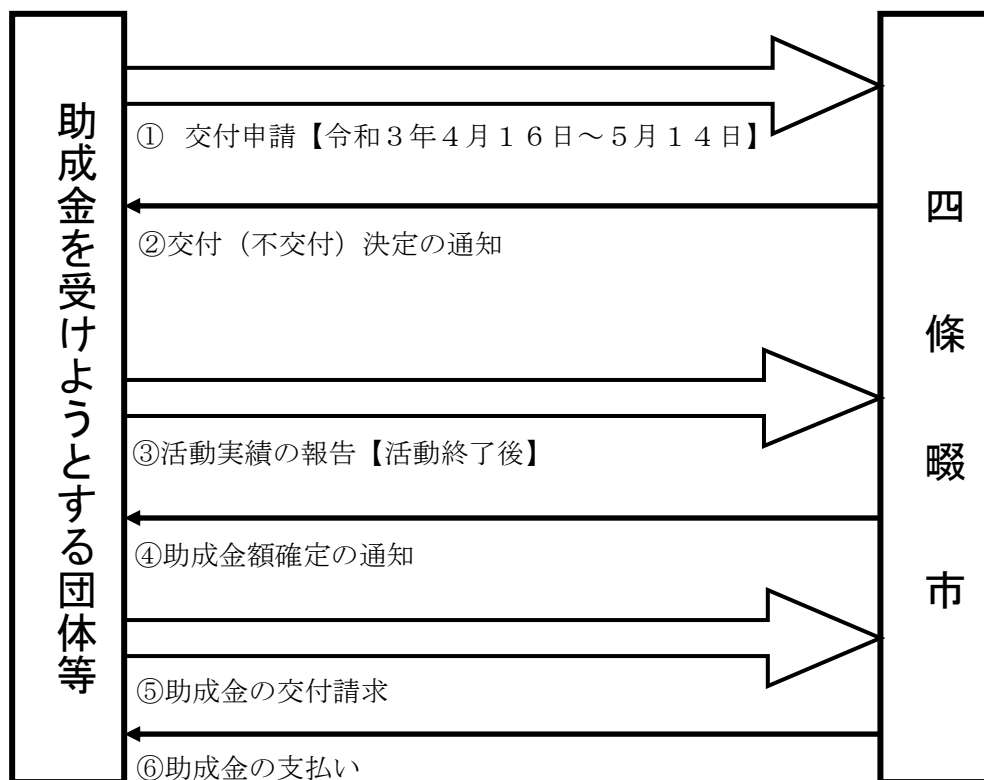 助成金を受けようとする団体等
① 交付申請【令和３年４月１６日～５月１４日】
②交付（不交付）決定の通知
③活動実績の報告【活動終了後】
④助成金額確定の通知
⑤助成金の交付請求
⑥助成金の支払い
四條畷市